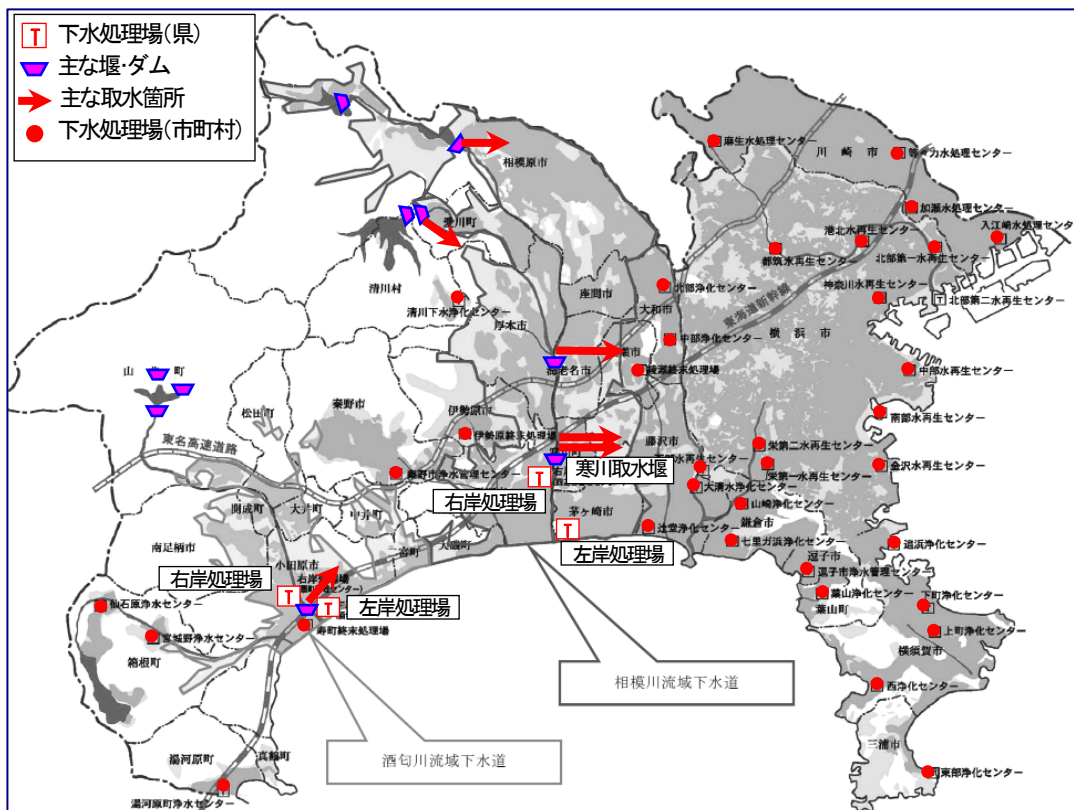 下水処理場(県)
主な堰・ダム
主な取水箇所
下水処理場(市町村)
相模原市
麻生水処理センター
川崎市
等々力水処理センター
加瀬水処理センター
入江崎水処理センター
港北水再生センター
北部第一水再生センター
都筑水再生センター
神奈川水再生センター
北部第二水再生センター
愛川町
清川村
清川下水浄化センター
座間市
北部浄化センター
大和市
東海道新幹線
横浜市
厚木市
中部浄化センター
海老名市
綾瀬終末処理場
中部水再生センター
山北町
松田町
秦野市
伊勢原市
伊勢原終末処理場
藤沢市
南部水再生センター
東名高速道路
栄第二水再生センター
寒川取水堰
秦野市浄水管理センター
栄第一水再生センター
金沢水再生センター
大清水浄化センター
右岸処理場
開成町
大井町
中井町
茅ヶ崎市
山崎浄化センター
鎌倉市
辻堂浄化センター
七里ガ浜浄化センター
追浜浄化センター
南足柄市
二宮町
大磯町
左岸処理場
小田原市
逗子市
逗子市浄水管理センター
右岸処理場
左岸処理場
葉山浄化センター
葉山町
下町浄化センター
仙石原浄水センター
寿町終末処理場
上町浄化センター
宮城野浄水センター
横須賀市
箱根町
相模川流域下水道
西浄化センター
三浦市
酒匂川流域下水道
湯河原町
真鶴町
東部浄化センター
湯河原町浄水センター